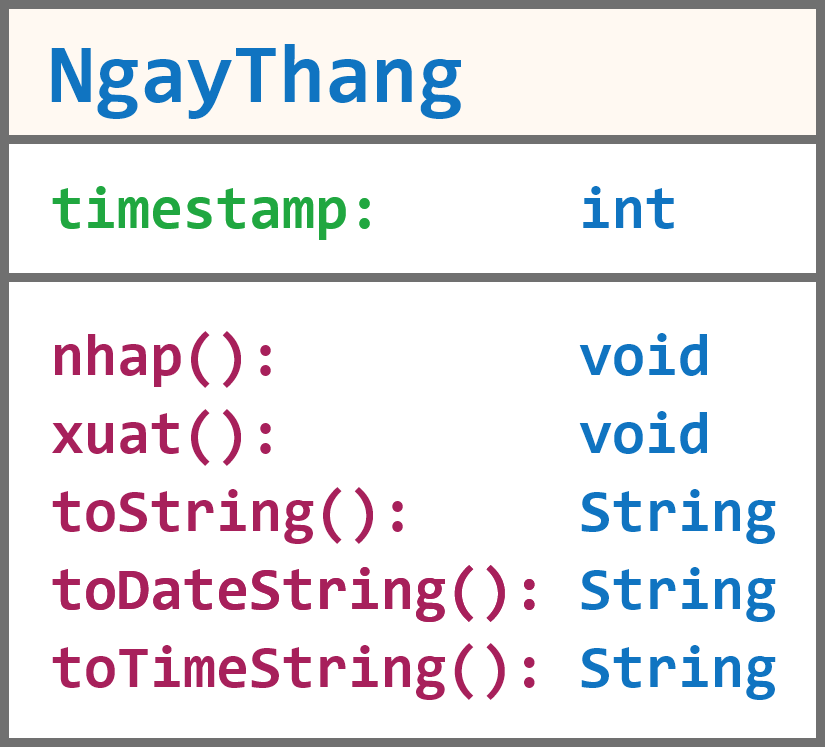 NgayThang
timestamp: int
nhap(): void
xuat(): void
toString(): String
toDateString(): String
toTimeString(): String